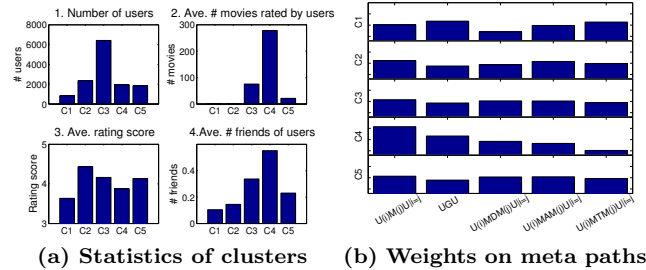 1. Number of users
# users
8000
6000
4000
2000
0
C1 C2 C3 C4 C5
2. Ave. # movies rated by users
# movies
300
200
100
0
C1 C2 C3 C4 C5
3. Ave. rating score
Rating score
5
4
3
C1 C2 C3 C4 C5
4.Ave. # friends of users
# friends
0.4
0.2
0
C1 C2 C3 C4 C5
(a) Statistics of clusters
C1
C2
C3
C4
C5
U(i)M(j)U|i=j
UGU
U(i)MDM(j)U|i=j
U(i)MAM(j)U|i=j
U(i)MTM(j)U|i=j
(b) Weights on meta paths